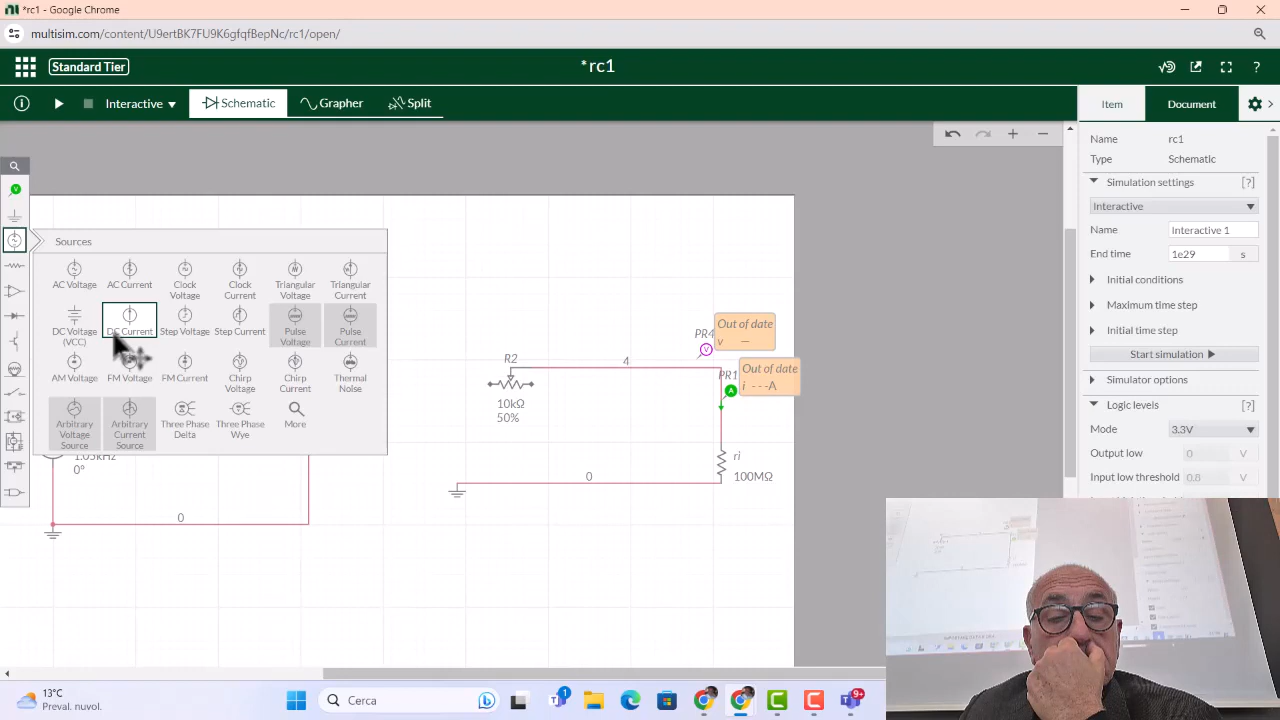 *rc1 - Google Chrome
multisim.com/content/U9ertBK7FU9K6gfqfBepNc/rc1/open/
Standard Tier
*rc1
?
Interactive
Schematic
Grapher
Split
Item
Document
Name rc1
Type Schematic
Simulation settings [?]
Interactive
Name Interactive 1
End time 1e29 s
Initial conditions
Maximum time step
Initial time step
Start simulation
Simulator options
Logic levels [?]
Mode 3.3V
Output low 0 V
Input low threshold 0.8 V
Sources
AC Voltage
AC Current
Clock Voltage
Clock Current
Triangular Voltage
Triangular Current
DC Voltage (VCC)
DC Current
Step Voltage
Step Current
Pulse Voltage
Pulse Current
AM Voltage
FM Voltage
FM Current
Chirp Voltage
Chirp Current
Thermal Noise
Arbitrary Voltage Source
Arbitrary Current Source
Three Phase Delta
Three Phase Wye
More
1.05kHz
0°
0
R2
10kΩ
50%
4
PR4
Out of date
v —
PR1
Out of date
i ---A
ri
100MΩ
0
13°C
Preval. nuvol.
Cerca
1
9+